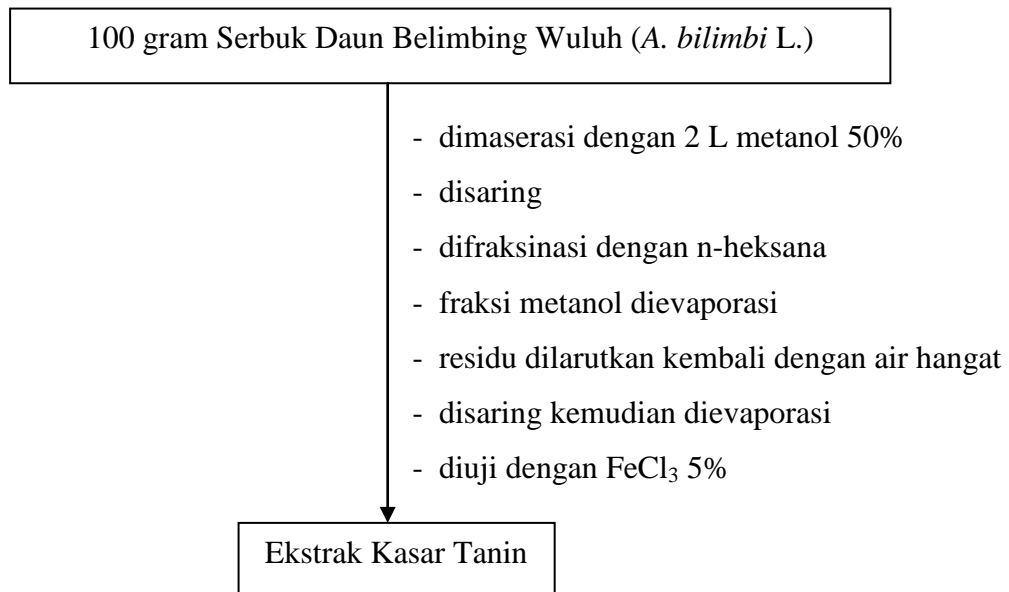 100 gram Serbuk Daun Belimbing Wuluh (A. bilimbi L.)
- dimaserasi dengan 2 L metanol 50%
- disaring
- difraksinasi dengan n-heksana
- fraksi metanol dievaporasi
- residu dilarutkan kembali dengan air hangat
- disaring kemudian dievaporasi
- diuji dengan FeCl₃ 5%
Ekstrak Kasar Tanin